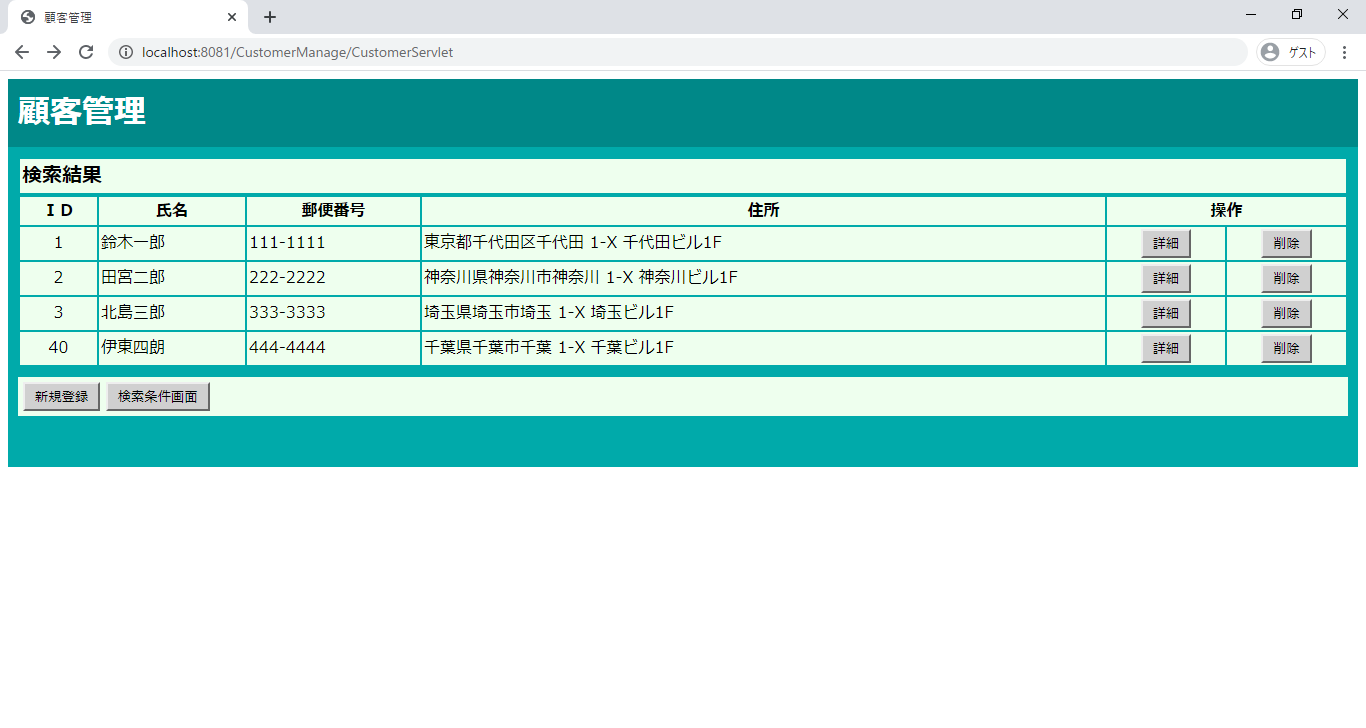 顧客管理
localhost:8081/CustomerManage/CustomerServlet
ゲスト
顧客管理
検索結果
ＩＤ 氏名 郵便番号 住所 操作
1 鈴木一郎 111-1111 東京都千代田区千代田 1-X 千代田ビル1F 詳細 削除
2 田宮二郎 222-2222 神奈川県神奈川市神奈川 1-X 神奈川ビル1F 詳細 削除
3 北島三郎 333-3333 埼玉県埼玉市埼玉 1-X 埼玉ビル1F 詳細 削除
40 伊東四朗 444-4444 千葉県千葉市千葉 1-X 千葉ビル1F 詳細 削除
新規登録 検索条件画面